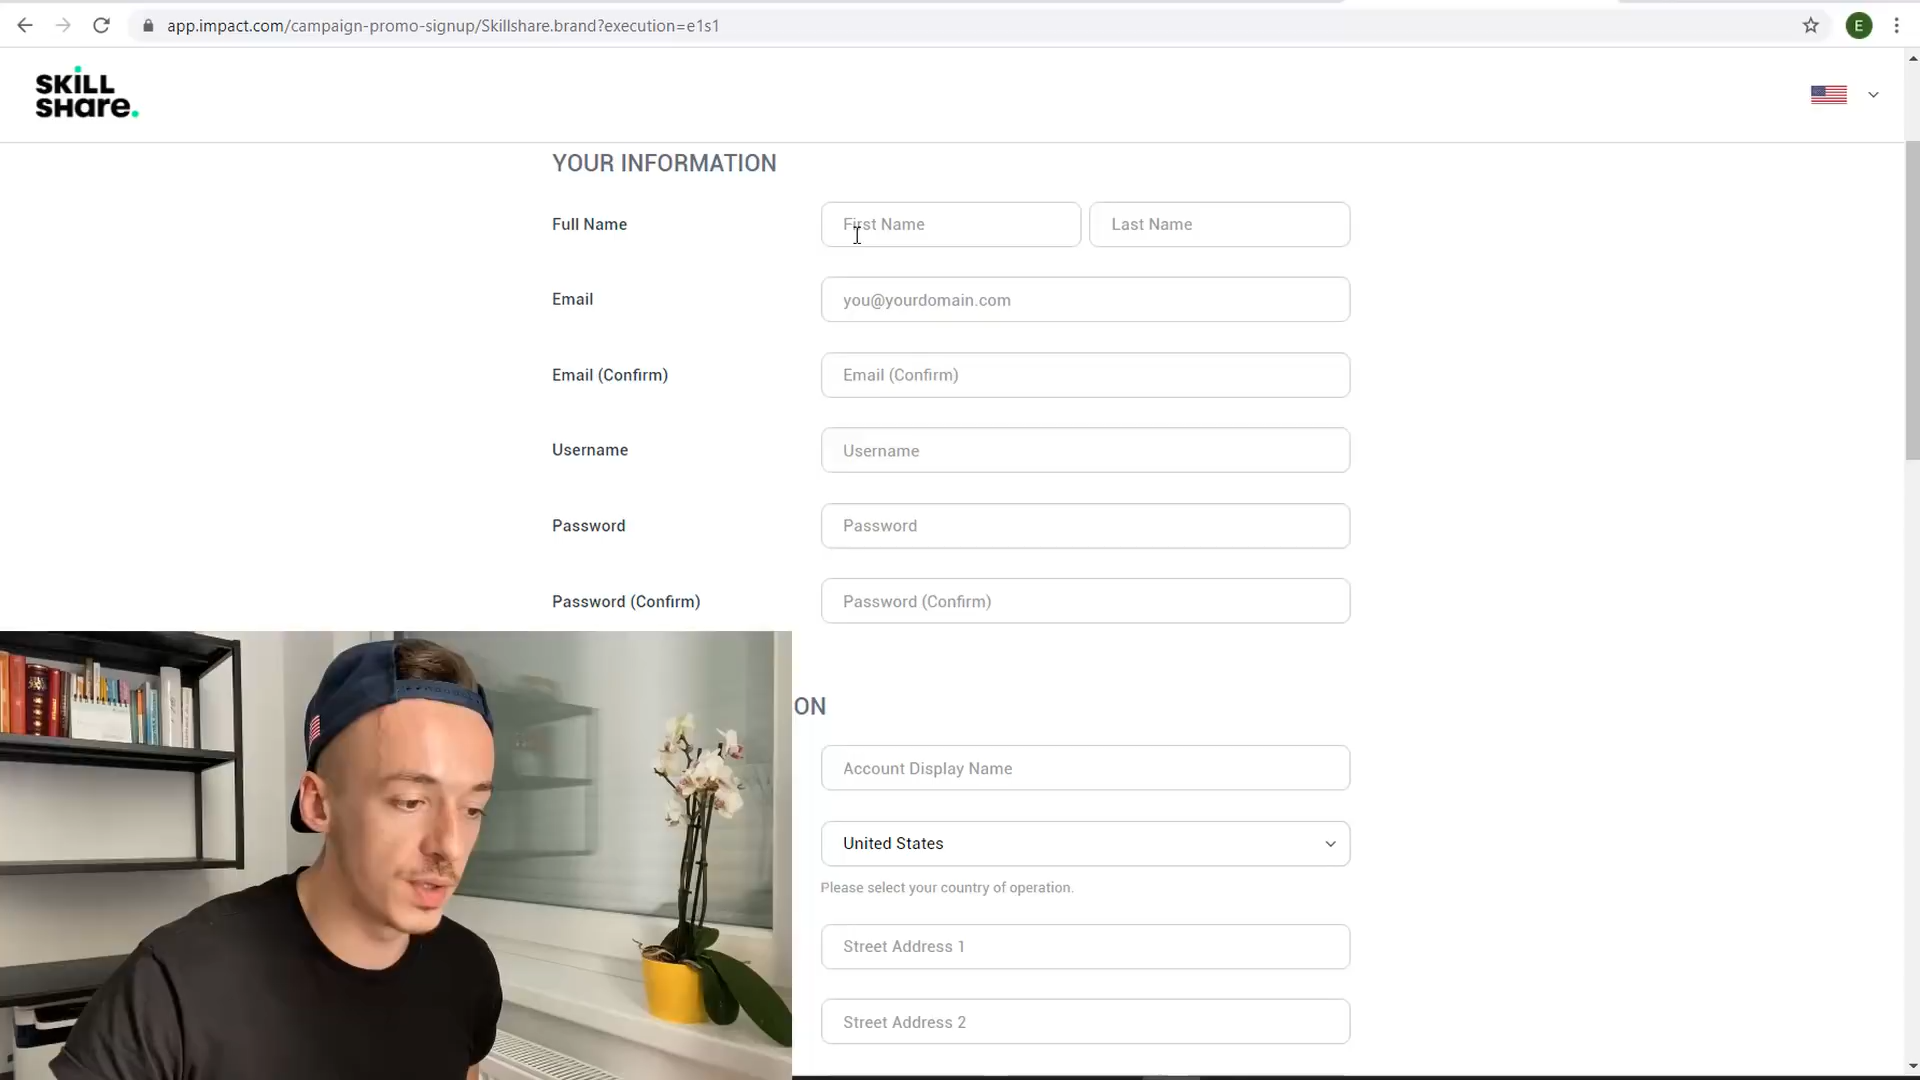 app.impact.com/campaign-promo-signup/Skillshare.brand?execution=e1s1
E
SKILL
SHare.
YOUR INFORMATION
Full Name
First Name
Last Name
Email
you@yourdomain.com
Email (Confirm)
Email (Confirm)
Username
Username
Password
Password
Password (Confirm)
Password (Confirm)
ON
Account Display Name
United States
Please select your country of operation.
Street Address 1
Street Address 2